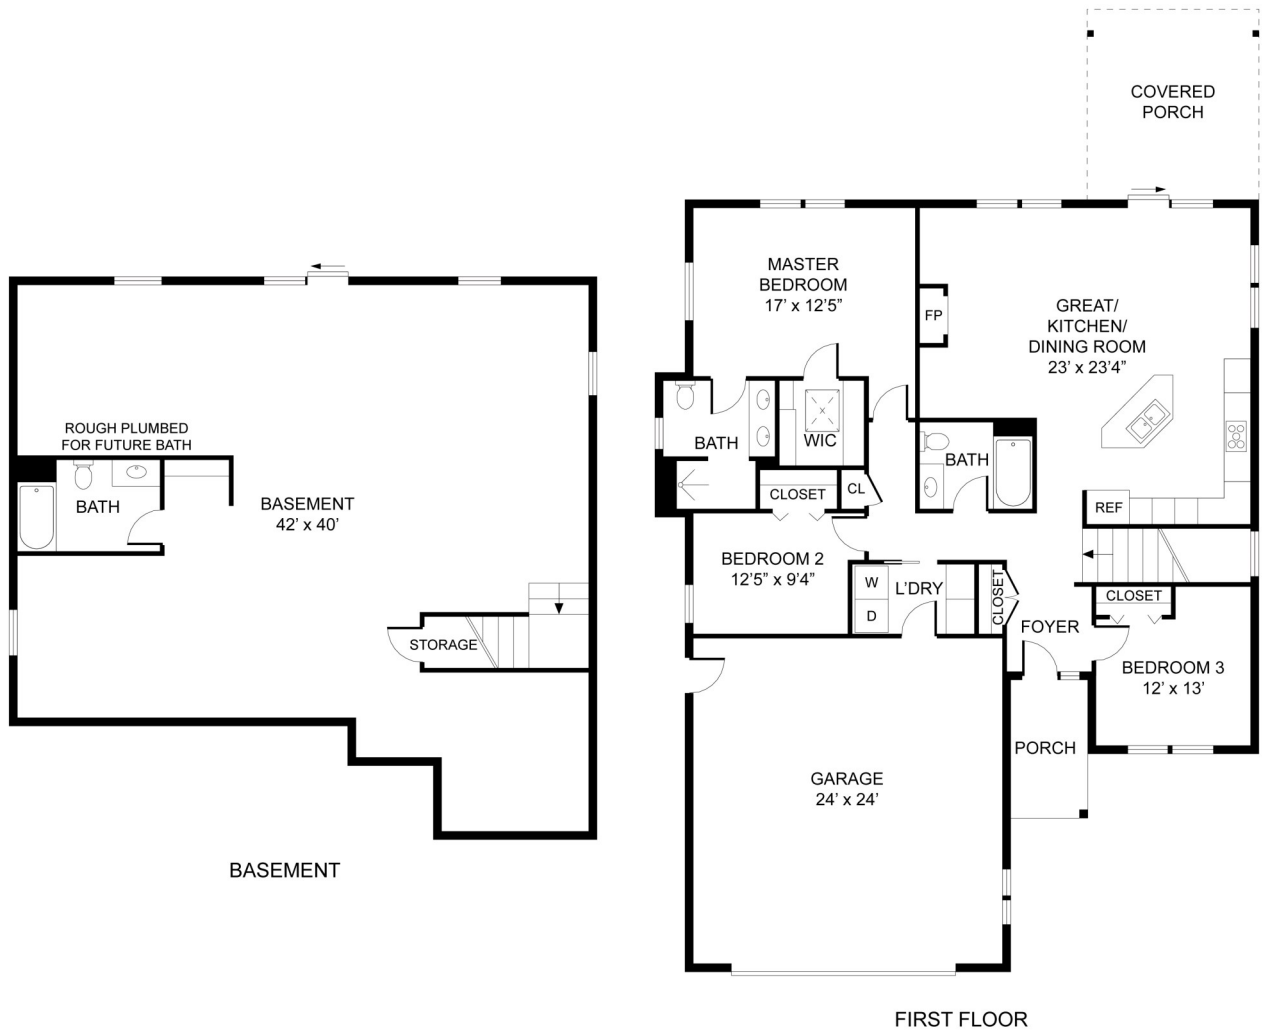 COVERED
PORCH
MASTER
BEDROOM
17’ x 12’5”
FP
GREAT/
KITCHEN/
DINING ROOM
23’ x 23’4”
BATH
WIC
BATH
CLOSET
CL
REF
BEDROOM 2
12’5” x 9’4”
W
D
L’DRY
CLOSET
CLOSET
FOYER
BEDROOM 3
12’ x 13’
PORCH
GARAGE
24’ x 24’
FIRST FLOOR
ROUGH PLUMBED
FOR FUTURE BATH
BATH
BASEMENT
42’ x 40’
STORAGE
BASEMENT